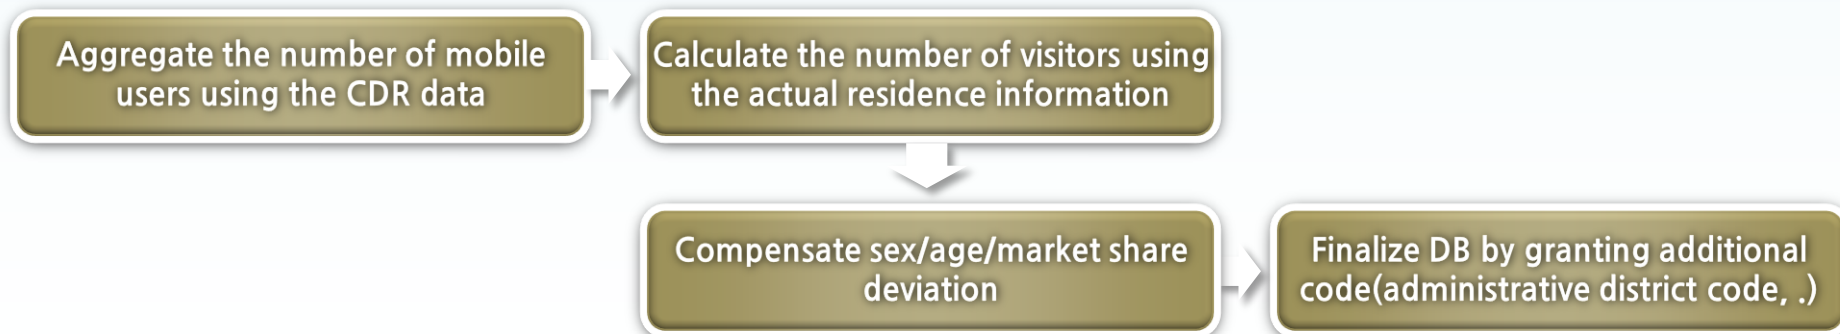 Aggregate the number of mobile
users using the CDR data
Calculate the number of visitors using
the actual residence information
Compensate sex/age/market share
deviation
Finalize DB by granting additional
code(administrative district code, .)